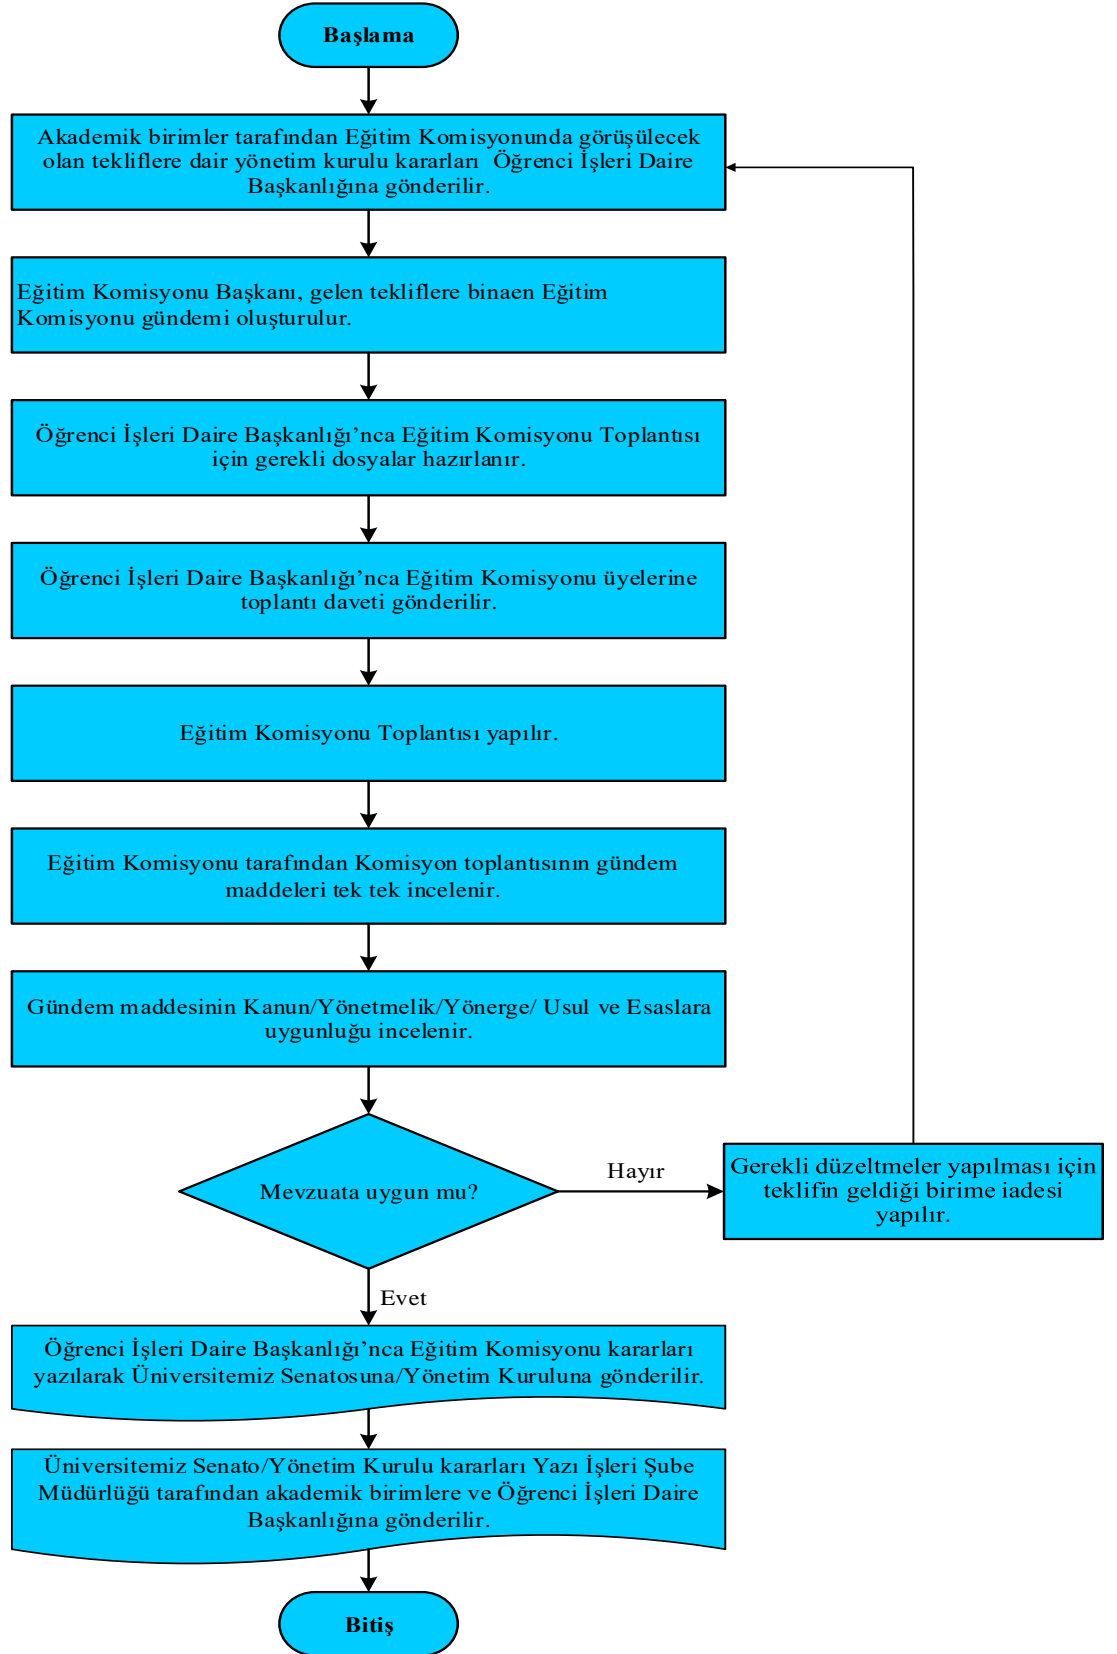 Başlama
Akademik birimler tarafından Eğitim Komisyonunda görüşülecek
olan tekliflere dair yönetim kurulu kararları  Öğrenci İşleri Daire
Başkanlığına gönderilir.
Eğitim Komisyonu Başkanı, gelen tekliflere binaen Eğitim
Komisyonu gündemi oluşturulur.
Öğrenci İşleri Daire Başkanlığı’nca Eğitim Komisyonu Toplantısı
için gerekli dosyalar hazırlanır.
Öğrenci İşleri Daire Başkanlığı’nca Eğitim Komisyonu üyelerine
toplantı daveti gönderilir.
Eğitim Komisyonu Toplantısı yapılır.
Eğitim Komisyonu tarafından Komisyon toplantısının gündem
maddeleri tek tek incelenir.
Gündem maddesinin Kanun/Yönetmelik/Yönerge/ Usul ve Esaslara
uygunluğu incelenir.
Mevzuata uygun mu?
Hayır
Gerekli düzeltmeler yapılması için
teklifin geldiği birime iadesi
yapılır.
Evet
Öğrenci İşleri Daire Başkanlığı’nca Eğitim Komisyonu kararları
yazılarak Üniversitemiz Senatosuna/Yönetim Kuruluna gönderilir.
Üniversitemiz Senato/Yönetim Kurulu kararları Yazı İşleri Şube
Müdürlüğü tarafından akademik birimlere ve Öğrenci İşleri Daire
Başkanlığına gönderilir.
Bitiş